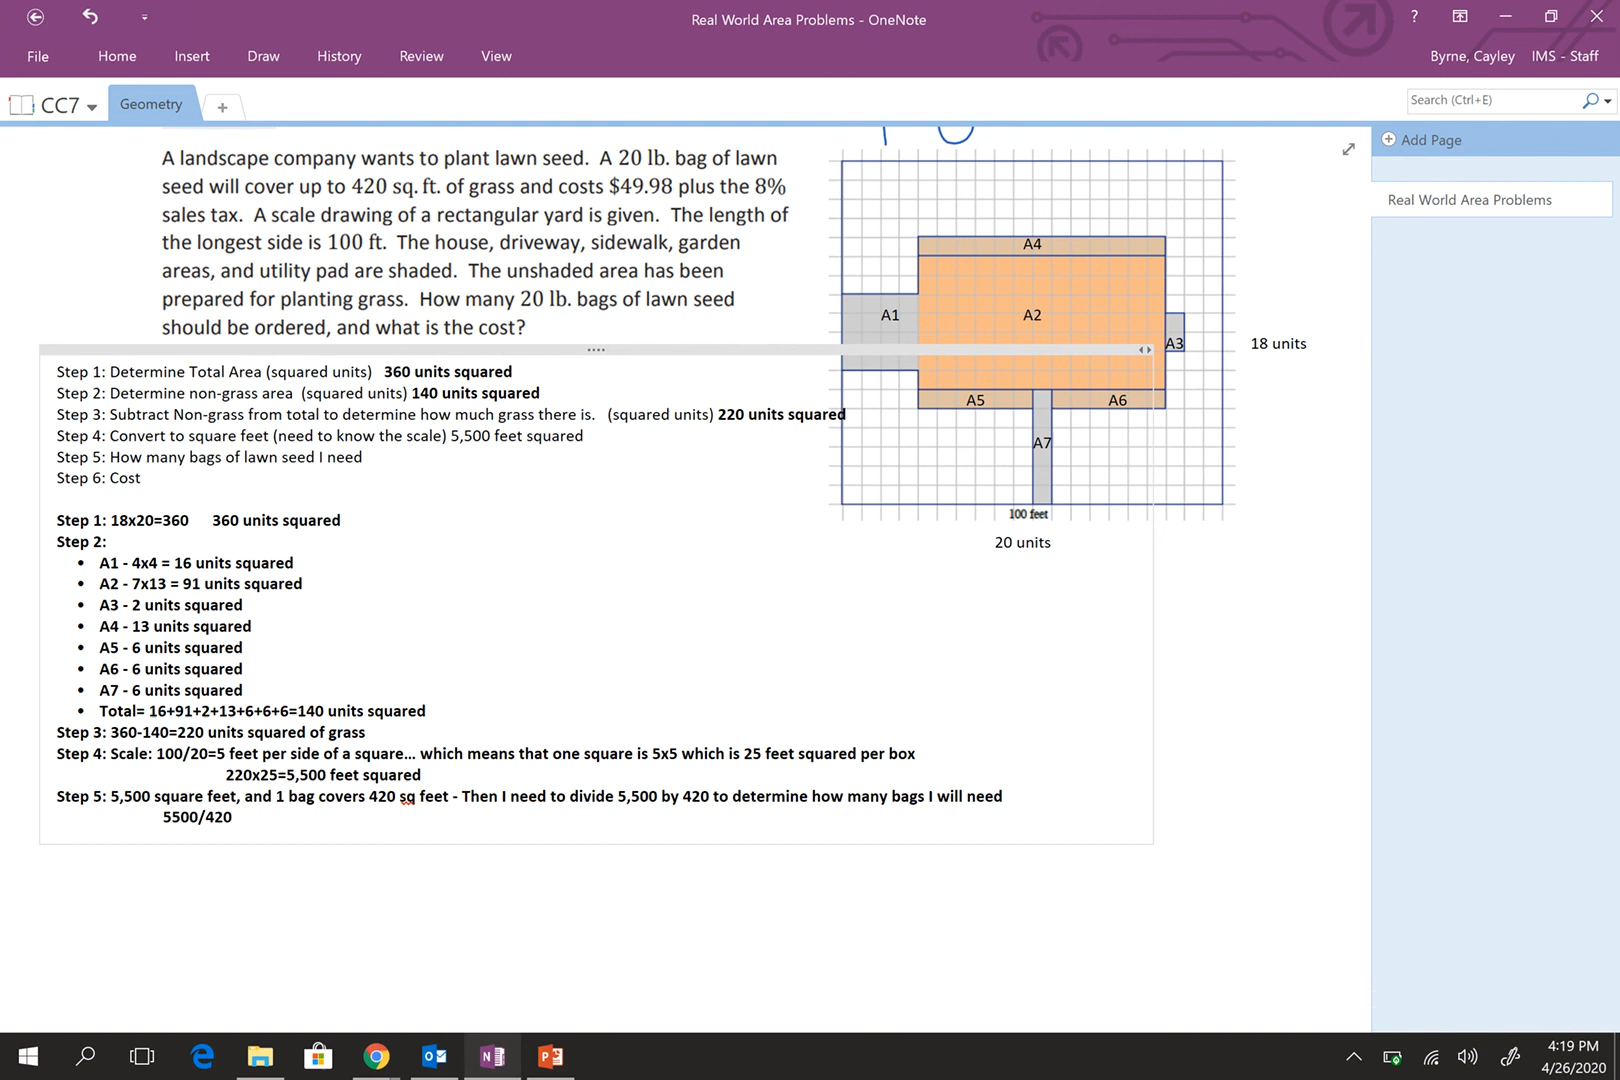 Real World Area Problems - OneNote
?
File Home Insert Draw History Review View
Byrne, Cayley IMS - Staff
CC7 Geometry +
Search (Ctrl+E)
Add Page
Real World Area Problems
A landscape company wants to plant lawn seed. A 20 lb. bag of lawn
seed will cover up to 420 sq. ft. of grass and costs $49.98 plus the 8%
sales tax. A scale drawing of a rectangular yard is given. The length of
the longest side is 100 ft. The house, driveway, sidewalk, garden
areas, and utility pad are shaded. The unshaded area has been
prepared for planting grass. How many 20 lb. bags of lawn seed
should be ordered, and what is the cost?
A4
A1
A2
A3
18 units
A5
A6
A7
100 feet
20 units
Step 1: Determine Total Area (squared units) 360 units squared
Step 2: Determine non-grass area (squared units) 140 units squared
Step 3: Subtract Non-grass from total to determine how much grass there is. (squared units) 220 units squared
Step 4: Convert to square feet (need to know the scale) 5,500 feet squared
Step 5: How many bags of lawn seed I need
Step 6: Cost
Step 1: 18x20=360 360 units squared
Step 2:
• A1 - 4x4 = 16 units squared
• A2 - 7x13 = 91 units squared
• A3 - 2 units squared
• A4 - 13 units squared
• A5 - 6 units squared
• A6 - 6 units squared
• A7 - 6 units squared
• Total= 16+91+2+13+6+6+6=140 units squared
Step 3: 360-140=220 units squared of grass
Step 4: Scale: 100/20=5 feet per side of a square... which means that one square is 5x5 which is 25 feet squared per box
220x25=5,500 feet squared
Step 5: 5,500 square feet, and 1 bag covers 420 sq feet - Then I need to divide 5,500 by 420 to determine how many bags I will need
5500/420
4:19 PM
4/26/2020